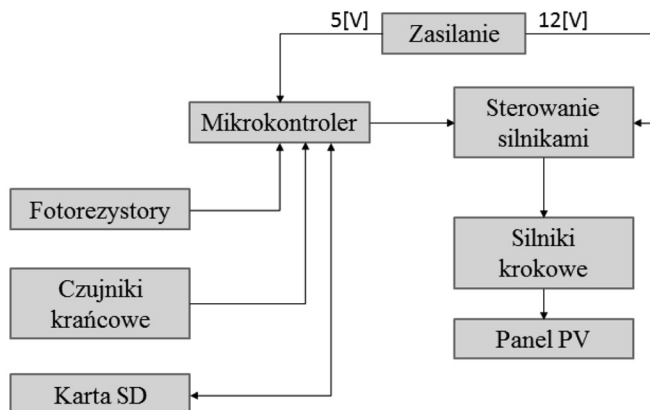 5[V]
Zasilanie
12[V]
Mikrokontroler
Sterowanie
silnikami
Fotorezystory
Silniki
krokowe
Czujniki
krańcowe
Panel PV
Karta SD